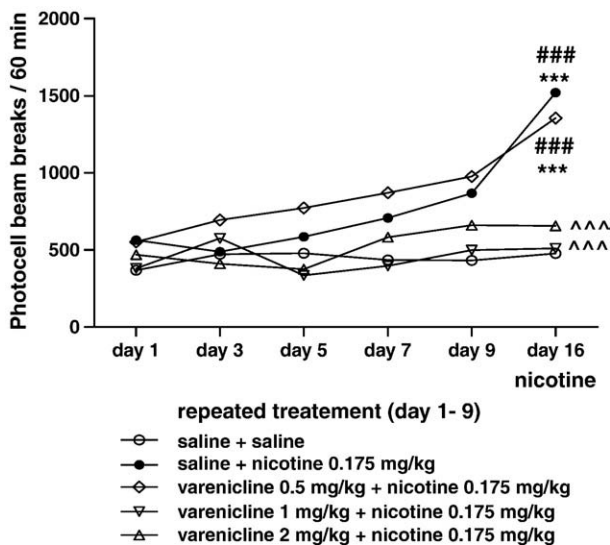 Photocell beam breaks / 60 min
2000
1500
1000
500
0
###
***
###
***
^^^
^^^
day 1 day 3 day 5 day 7 day 9 day 16
nicotine
repeated treatement (day 1- 9)
saline + saline
saline + nicotine 0.175 mg/kg
varenicline 0.5 mg/kg + nicotine 0.175 mg/kg
varenicline 1 mg/kg + nicotine 0.175 mg/kg
varenicline 2 mg/kg + nicotine 0.175 mg/kg